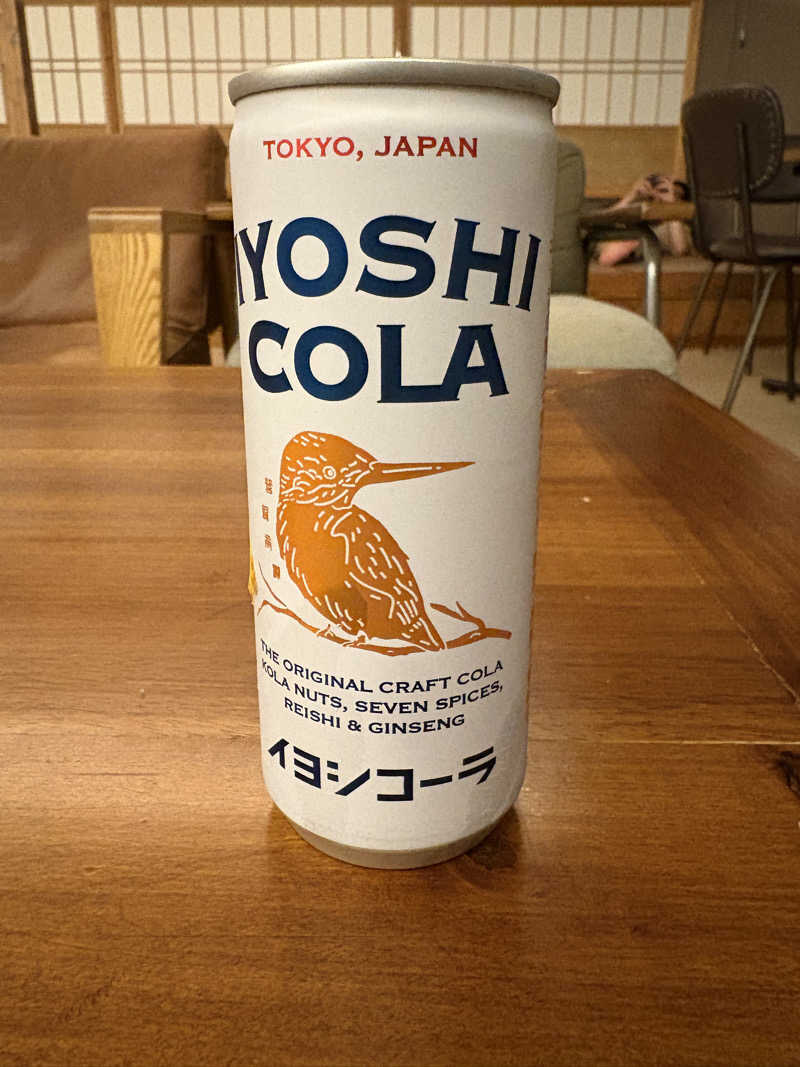 TOKYO, JAPAN
IYOSHI
COLA
THE ORIGINAL CRAFT COLA
KOLA NUTS, SEVEN SPICES,
REISHI & GINSENG
イヨシコーラ